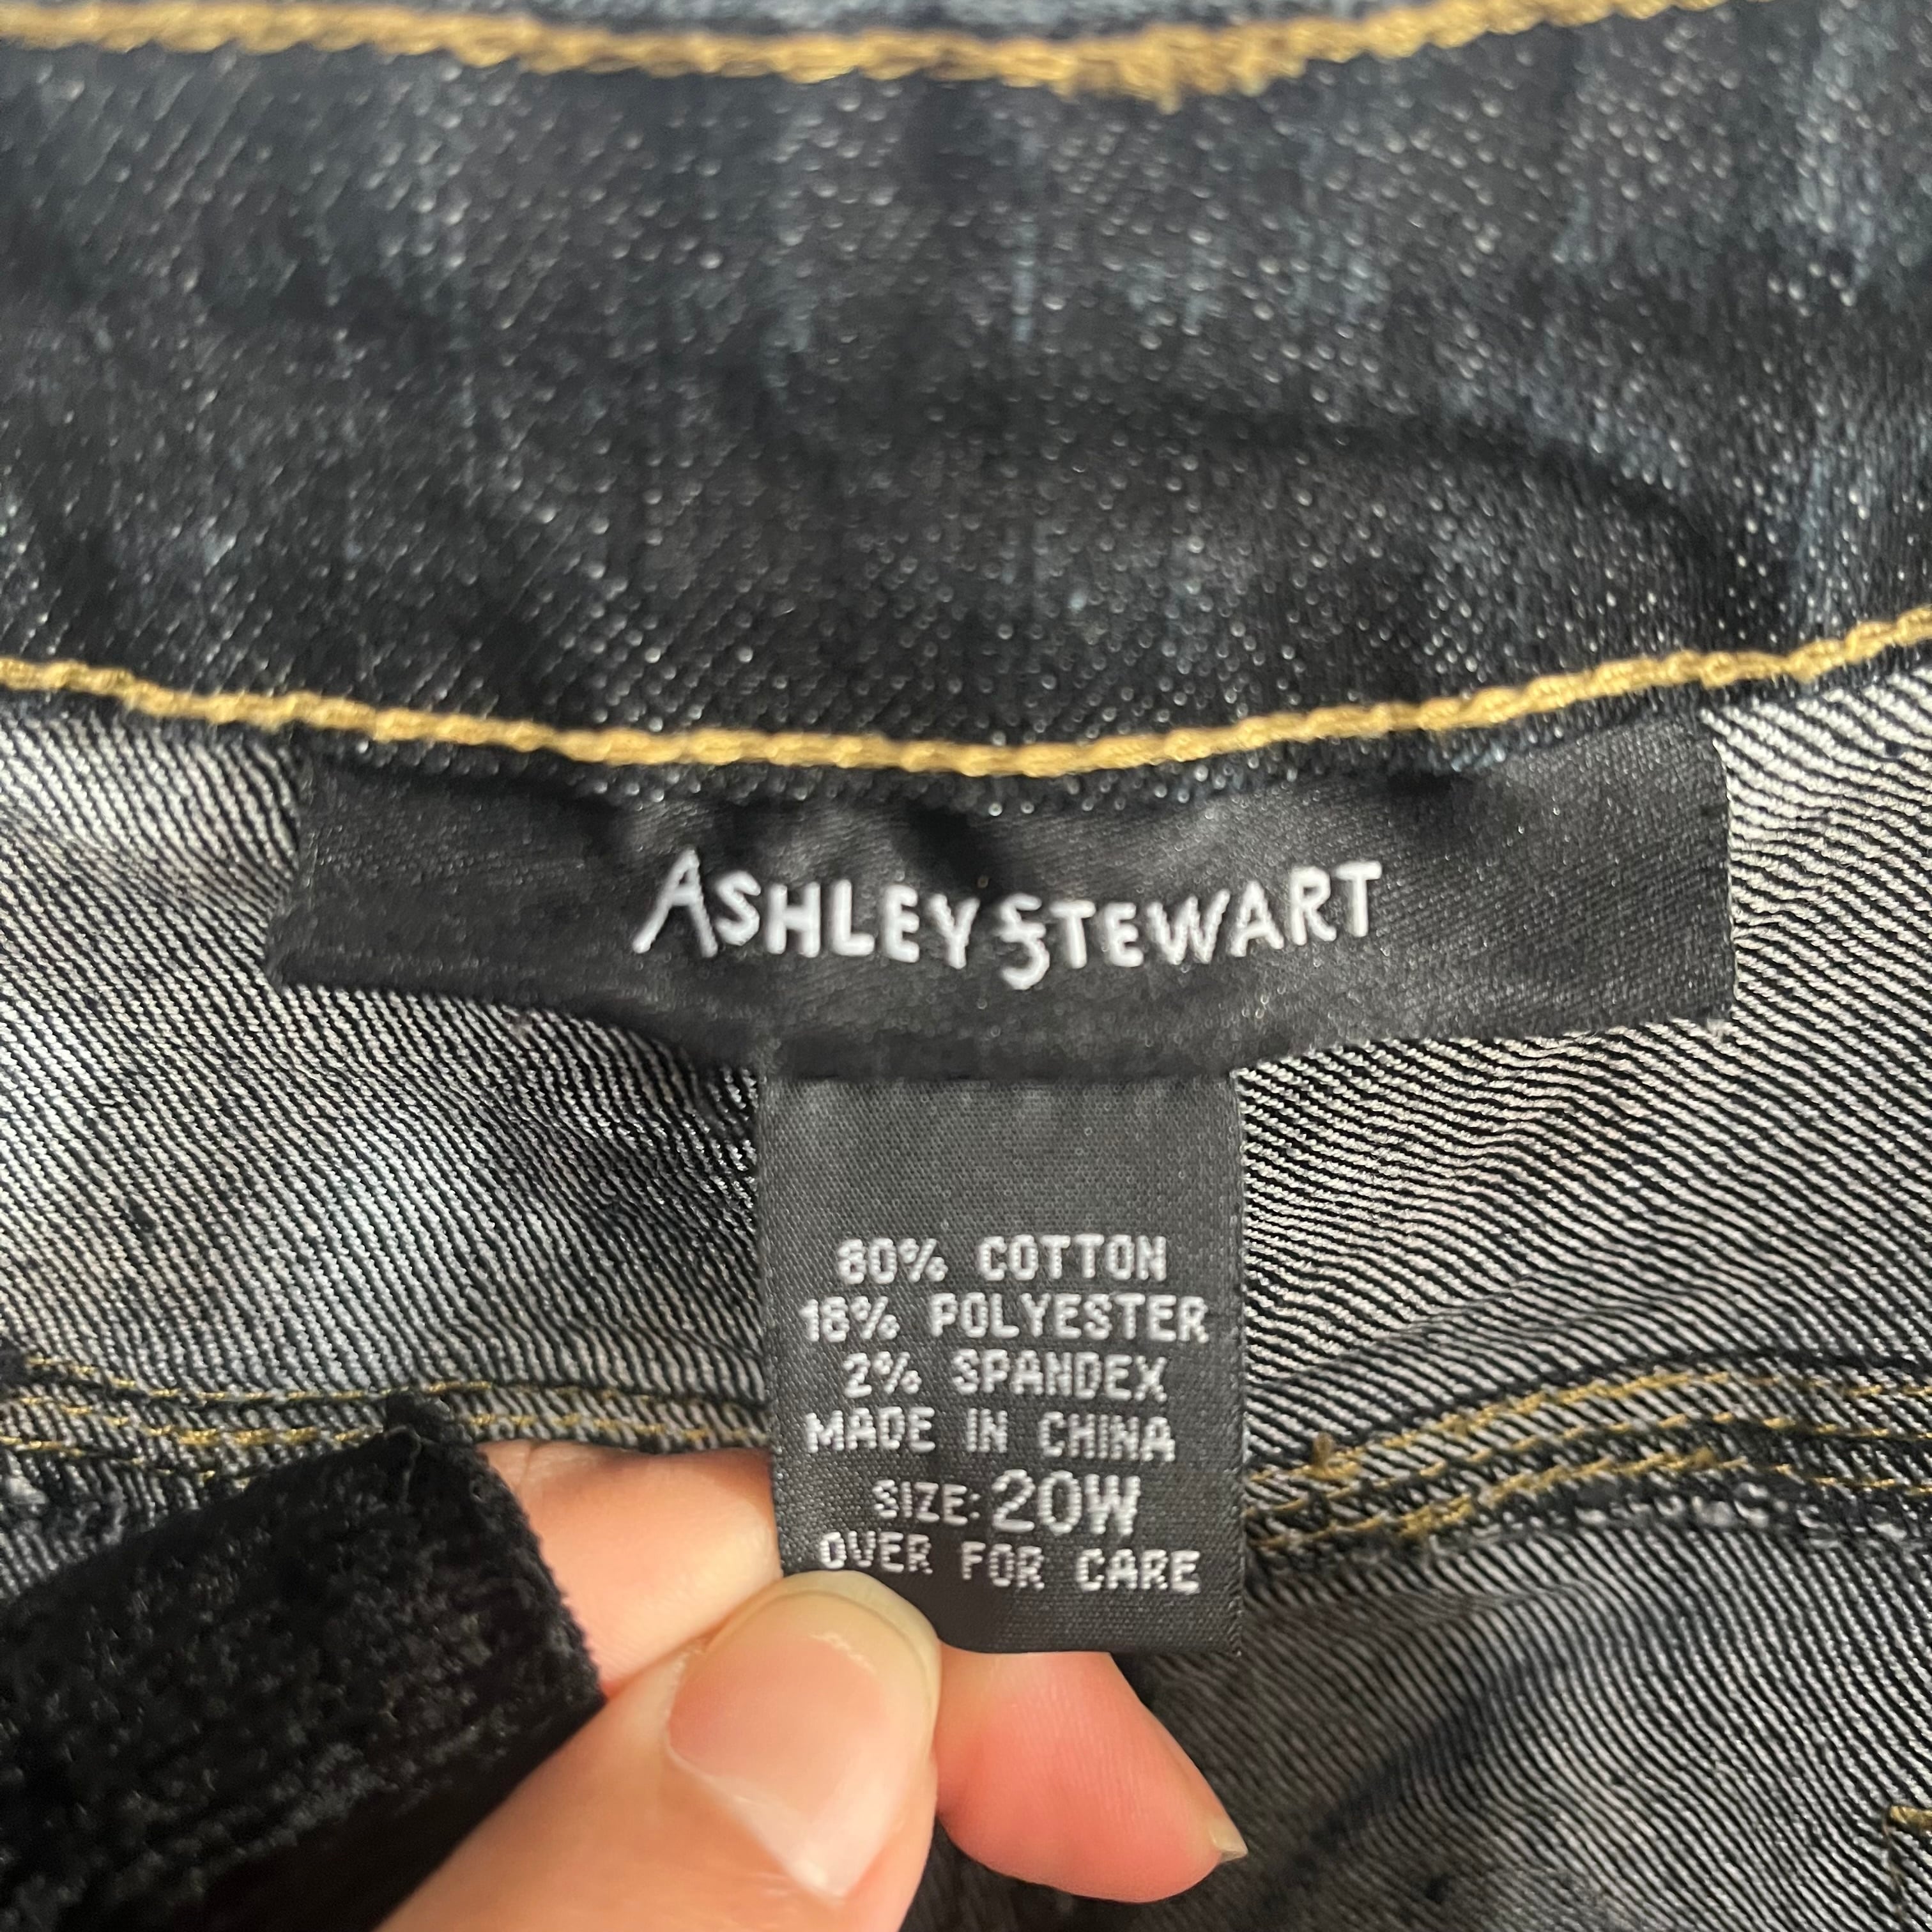 ASHLEY STEWART
80% COTTON
18% POLYESTER
2% SPANDEX
MADE IN CHINA
SIZE: 20W
OVER FOR CARE